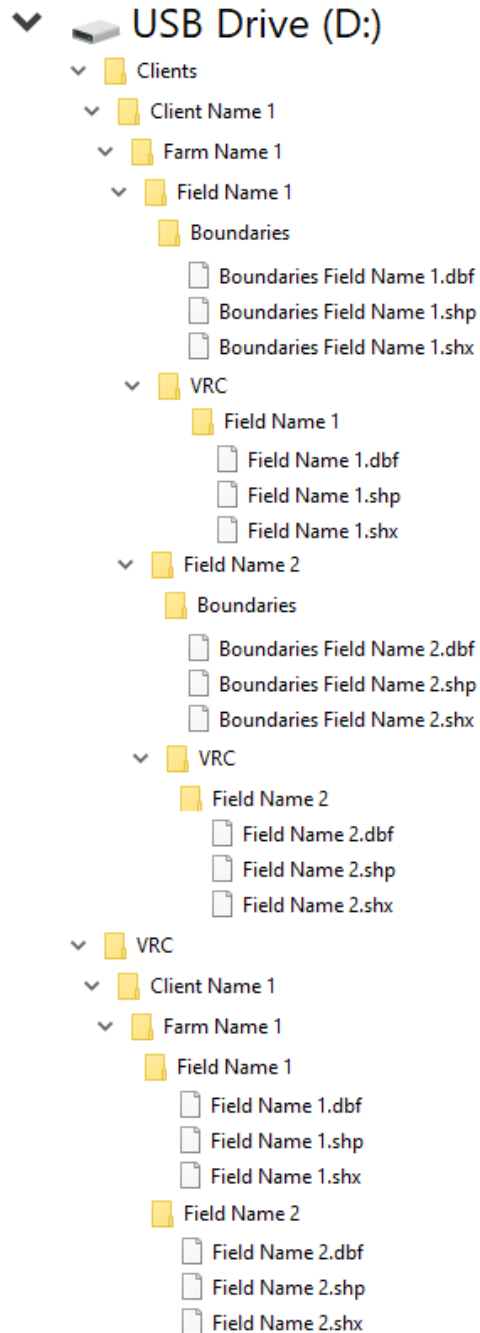 USB Drive (D:)
Clients
Client Name 1
Farm Name 1
Field Name 1
Boundaries
Boundaries Field Name 1.dbf
Boundaries Field Name 1.shp
Boundaries Field Name 1.shx
VRC
Field Name 1
Field Name 1.dbf
Field Name 1.shp
Field Name 1.shx
Field Name 2
Boundaries
Boundaries Field Name 2.dbf
Boundaries Field Name 2.shp
Boundaries Field Name 2.shx
VRC
Field Name 2
Field Name 2.dbf
Field Name 2.shp
Field Name 2.shx
VRC
Client Name 1
Farm Name 1
Field Name 1
Field Name 1.dbf
Field Name 1.shp
Field Name 1.shx
Field Name 2
Field Name 2.dbf
Field Name 2.shp
Field Name 2.shx